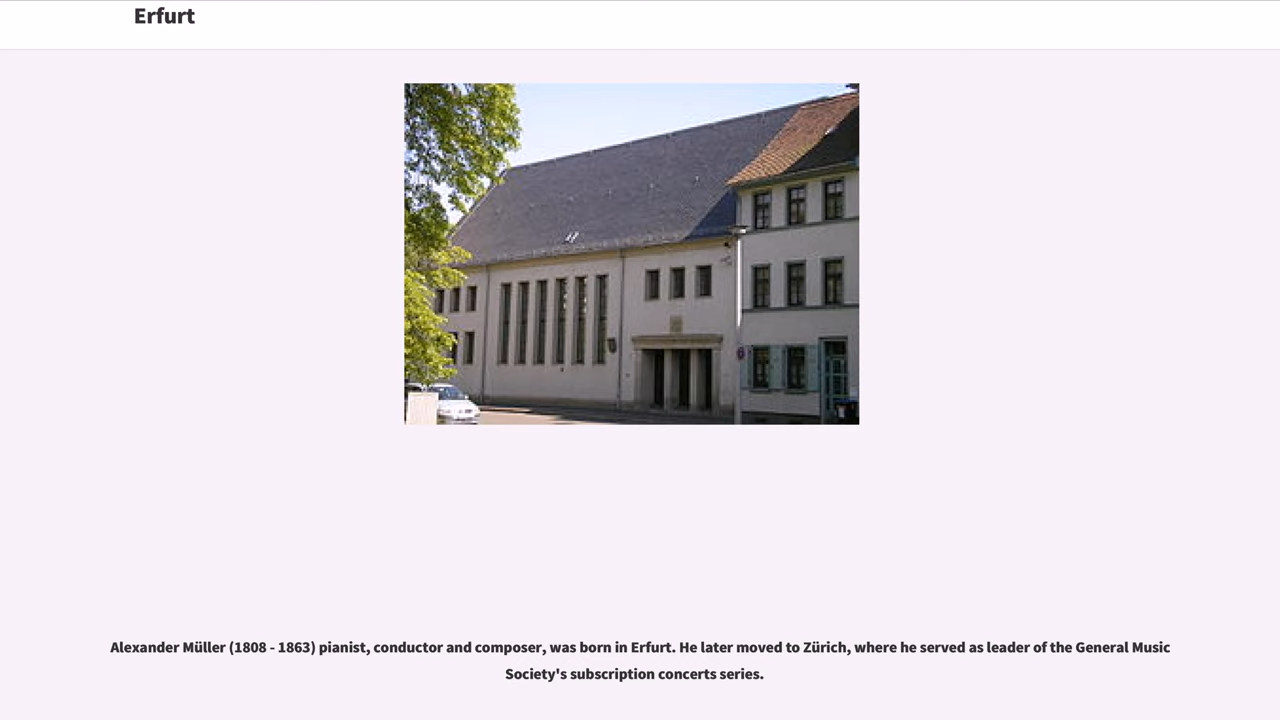 Erfurt
Alexander Müller (1808 - 1863) pianist, conductor and composer, was born in Erfurt. He later moved to Zürich, where he served as leader of the General Music
Society's subscription concerts series.